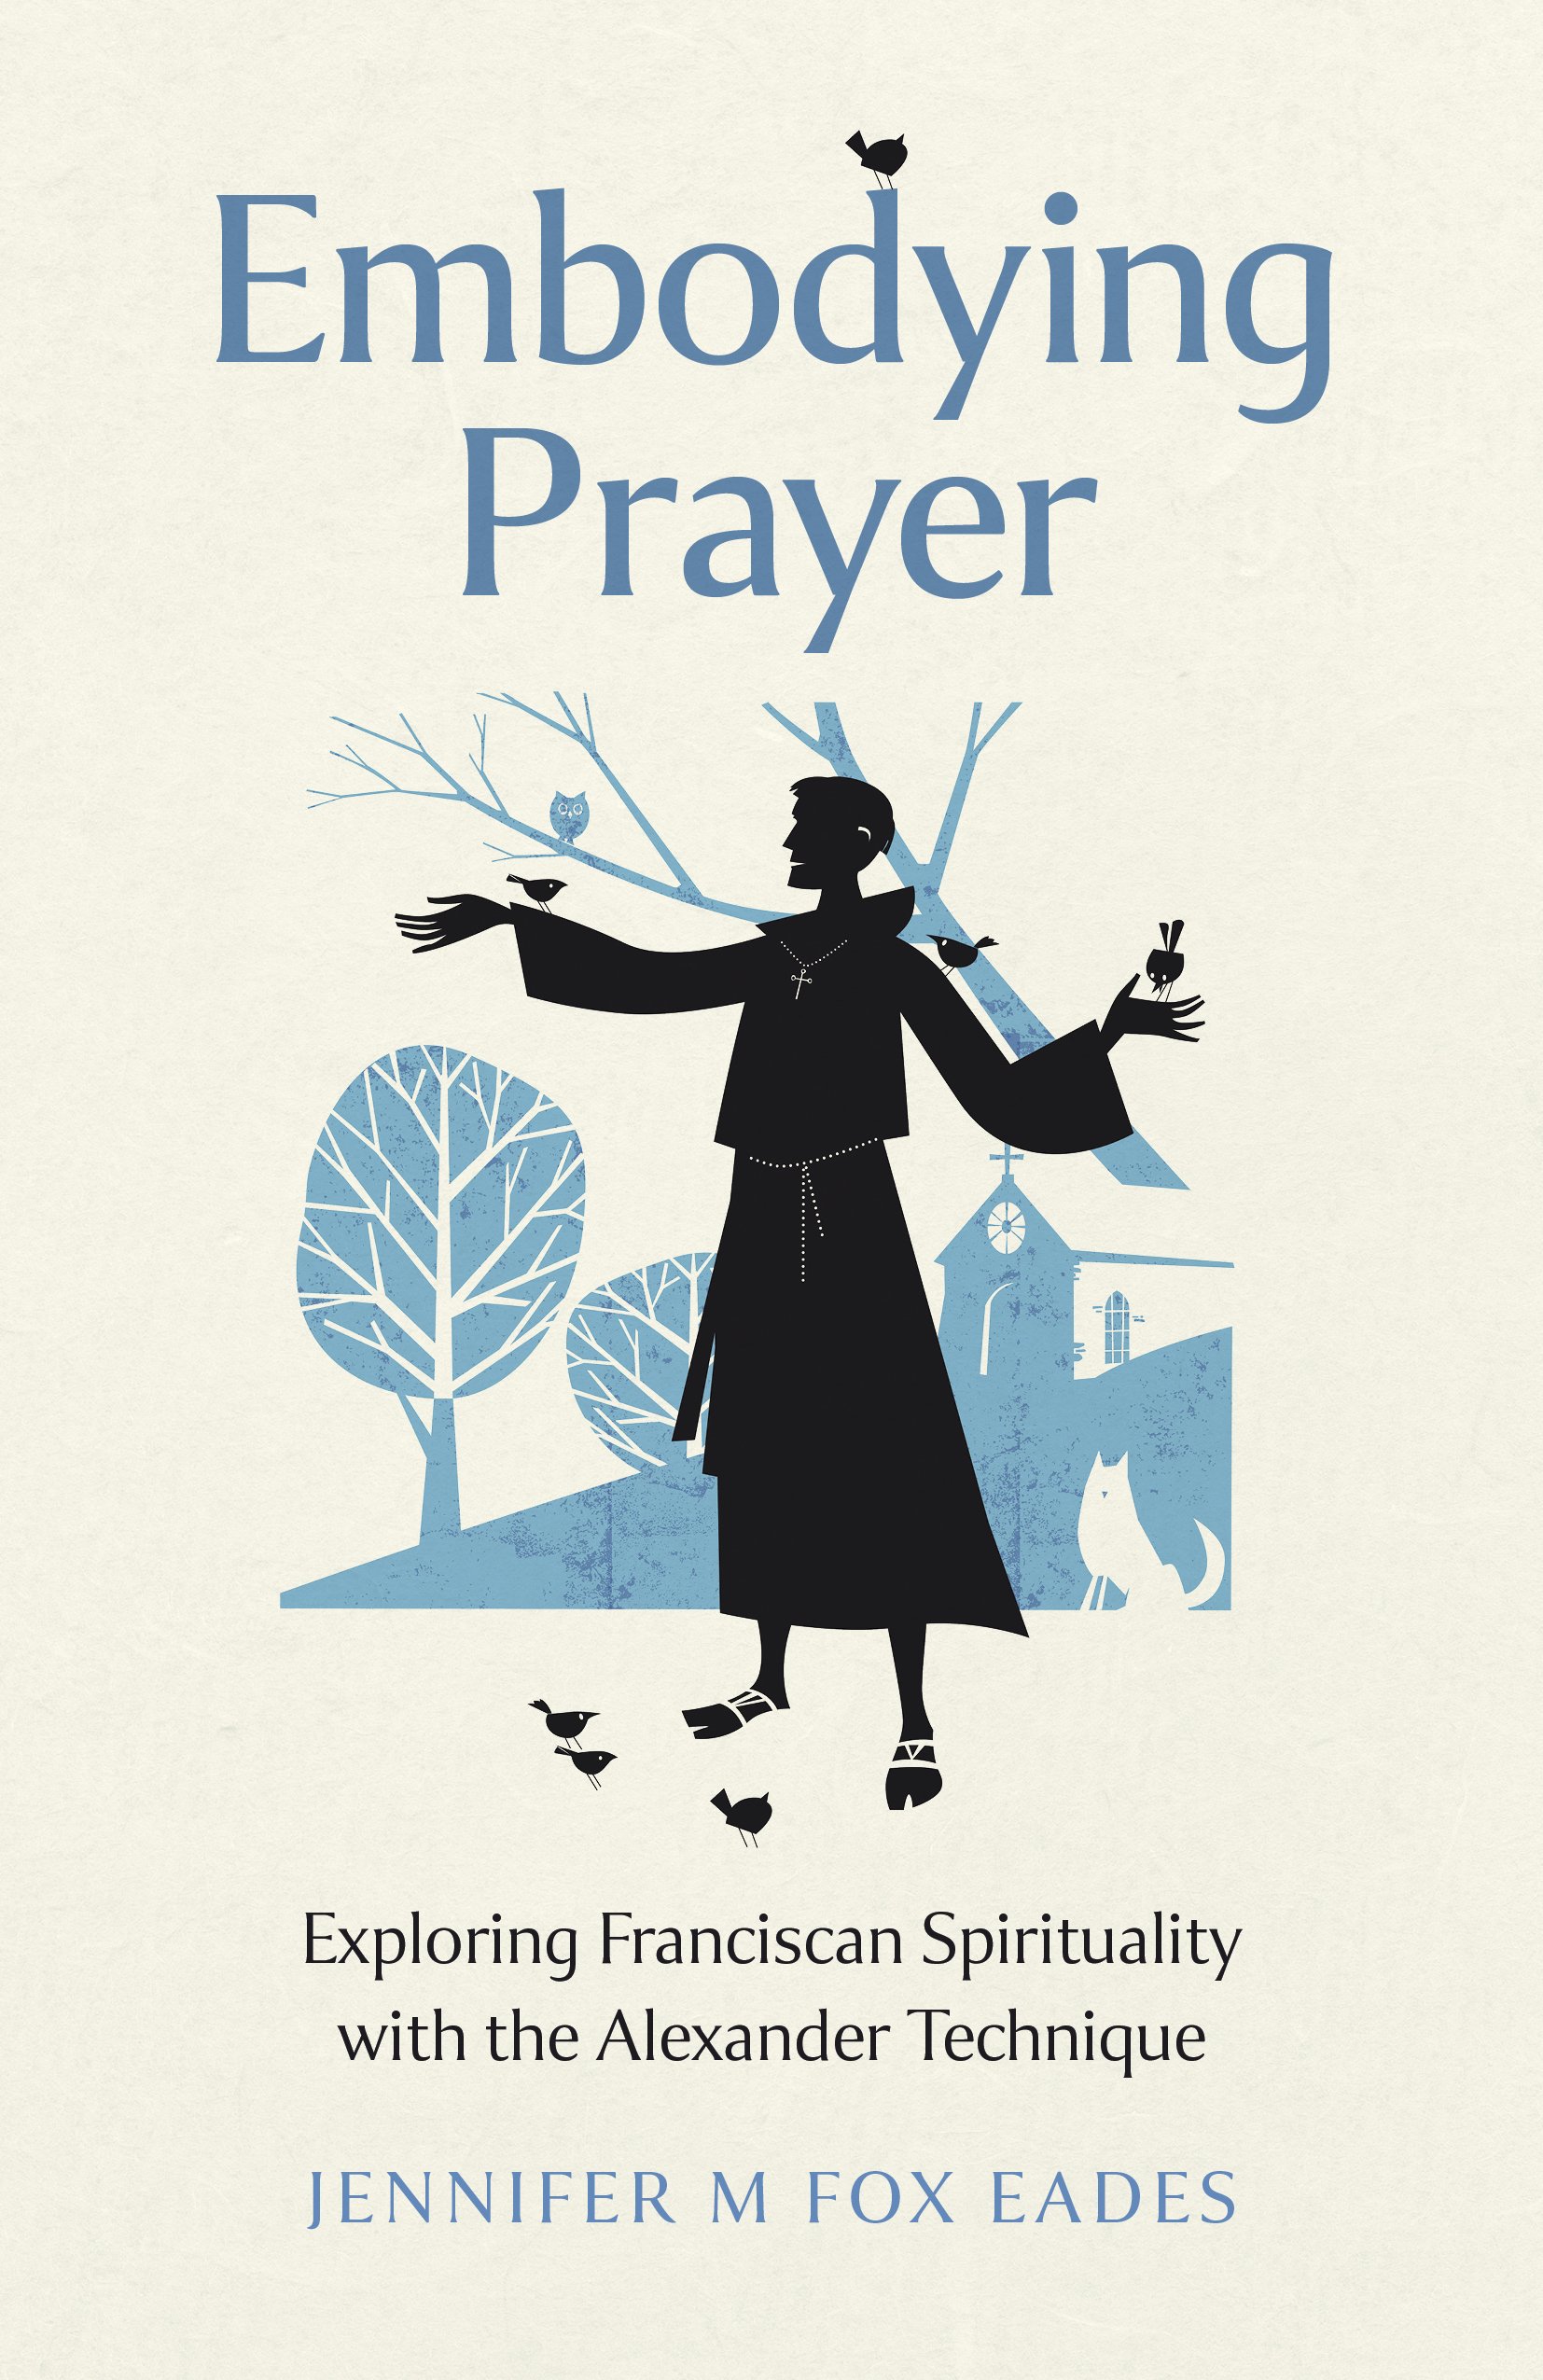 Embodying
Prayer
Exploring Franciscan Spirituality
with the Alexander Technique
JENNIFER M FOX EADES